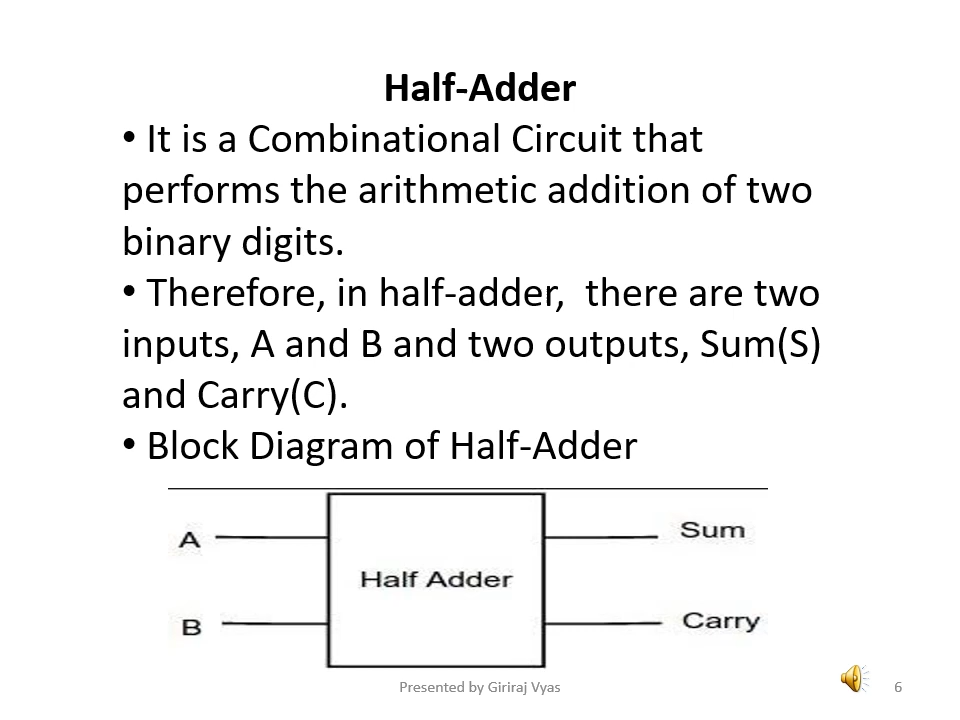 Half-Adder
• It is a Combinational Circuit that
performs the arithmetic addition of two
binary digits.
• Therefore, in half-adder,  there are two
inputs, A and B and two outputs, Sum(S)
and Carry(C).
• Block Diagram of Half-Adder
A
Sum
Half Adder
B
Carry
Presented by Giriraj Vyas
6